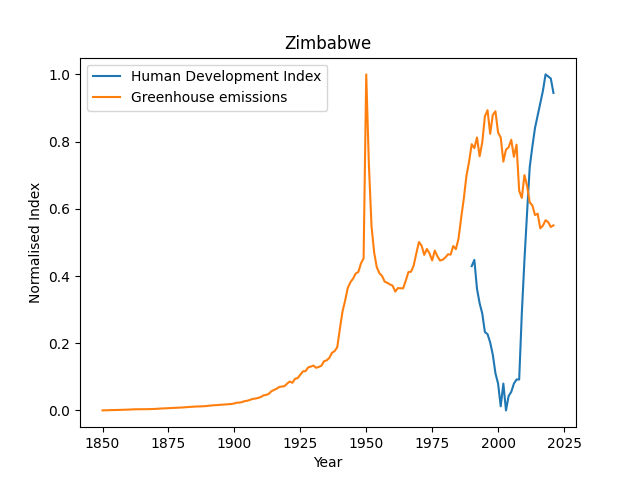 Zimbabwe
Human Development Index
Greenhouse emissions
Normalised Index
1.0
0.8
0.6
0.4
0.2
0.0
1850
1875
1900
1925
1950
1975
2000
2025
Year